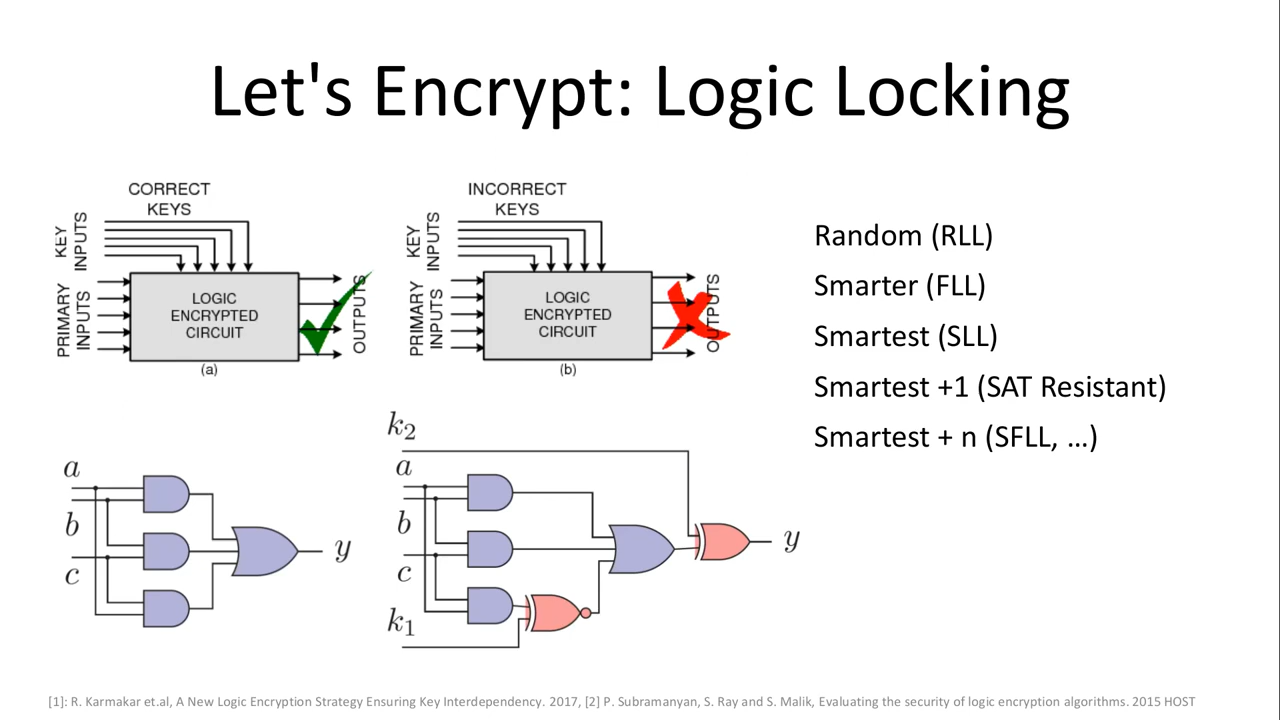 Let's Encrypt: Logic Locking
CORRECT
KEYS
KEY
INPUTS
PRIMARY
INPUTS
LOGIC
ENCRYPTED
CIRCUIT
OUTPUTS
(a)
INCORRECT
KEYS
KEY
INPUTS
PRIMARY
INPUTS
LOGIC
ENCRYPTED
CIRCUIT
OUTPUTS
(b)
Random (RLL)
Smarter (FLL)
Smartest (SLL)
Smartest +1 (SAT Resistant)
Smartest + n (SFLL, ...)
a
b
c
y
k₂
a
b
c
k₁
y
[1]: R. Karmakar et.al, A New Logic Encryption Strategy Ensuring Key Interdependency. 2017, [2] P. Subramanyan, S. Ray and S. Malik, Evaluating the security of logic encryption algorithms. 2015 HOST